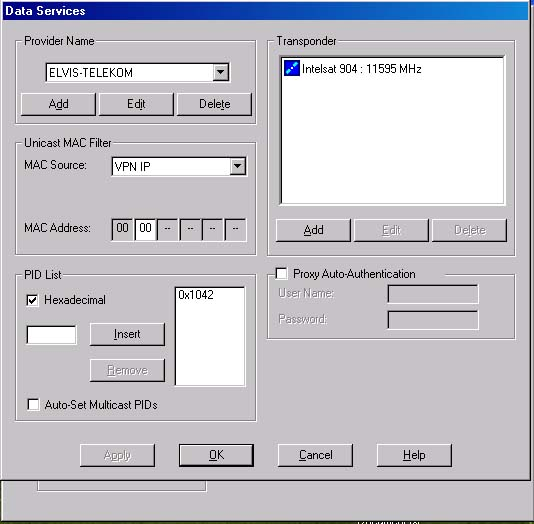 Data Services
Provider Name
ELVIS-TELEKOM
Add Edit Delete
Unicast MAC Filter
MAC Source: VPN IP
MAC Address: 00 00 -- -- -- --
PID List
Hexadecimal
0x1042
Insert
Remove
Auto-Set Multicast PIDs
Transponder
Intelsat 904 : 11595 MHz
Add Edit Delete
Proxy Auto-Authentication
User Name:
Password:
Apply OK Cancel Help